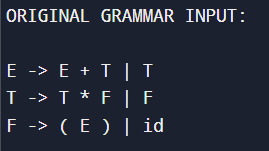 ORIGINAL GRAMMAR INPUT:
E -> E + T | T
T -> T * F | F
F -> ( E ) | id